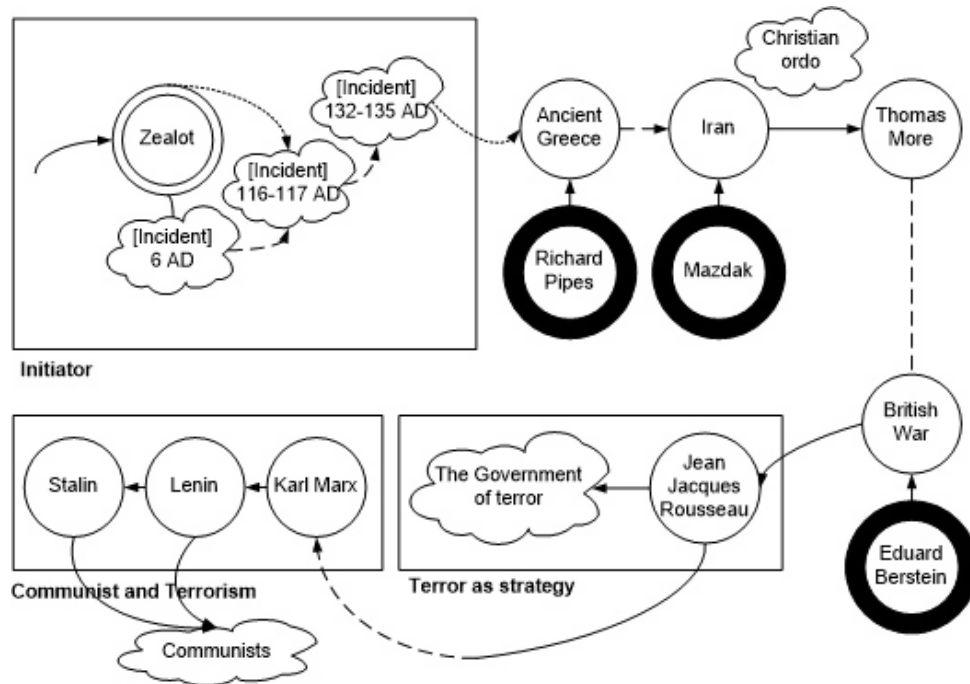 Zealot
[Incident]
6 AD
[Incident]
116-117 AD
[Incident]
132-135 AD
Initiator
Ancient
Greece
Iran
Christian
ordo
Thomas
More
Richard
Pipes
Mazdak
British
War
Eduard
Berstein
Jean
Jacques
Rousseau
The Government
of terror
Terror as strategy
Karl Marx
Lenin
Stalin
Communist and Terrorism
Communists